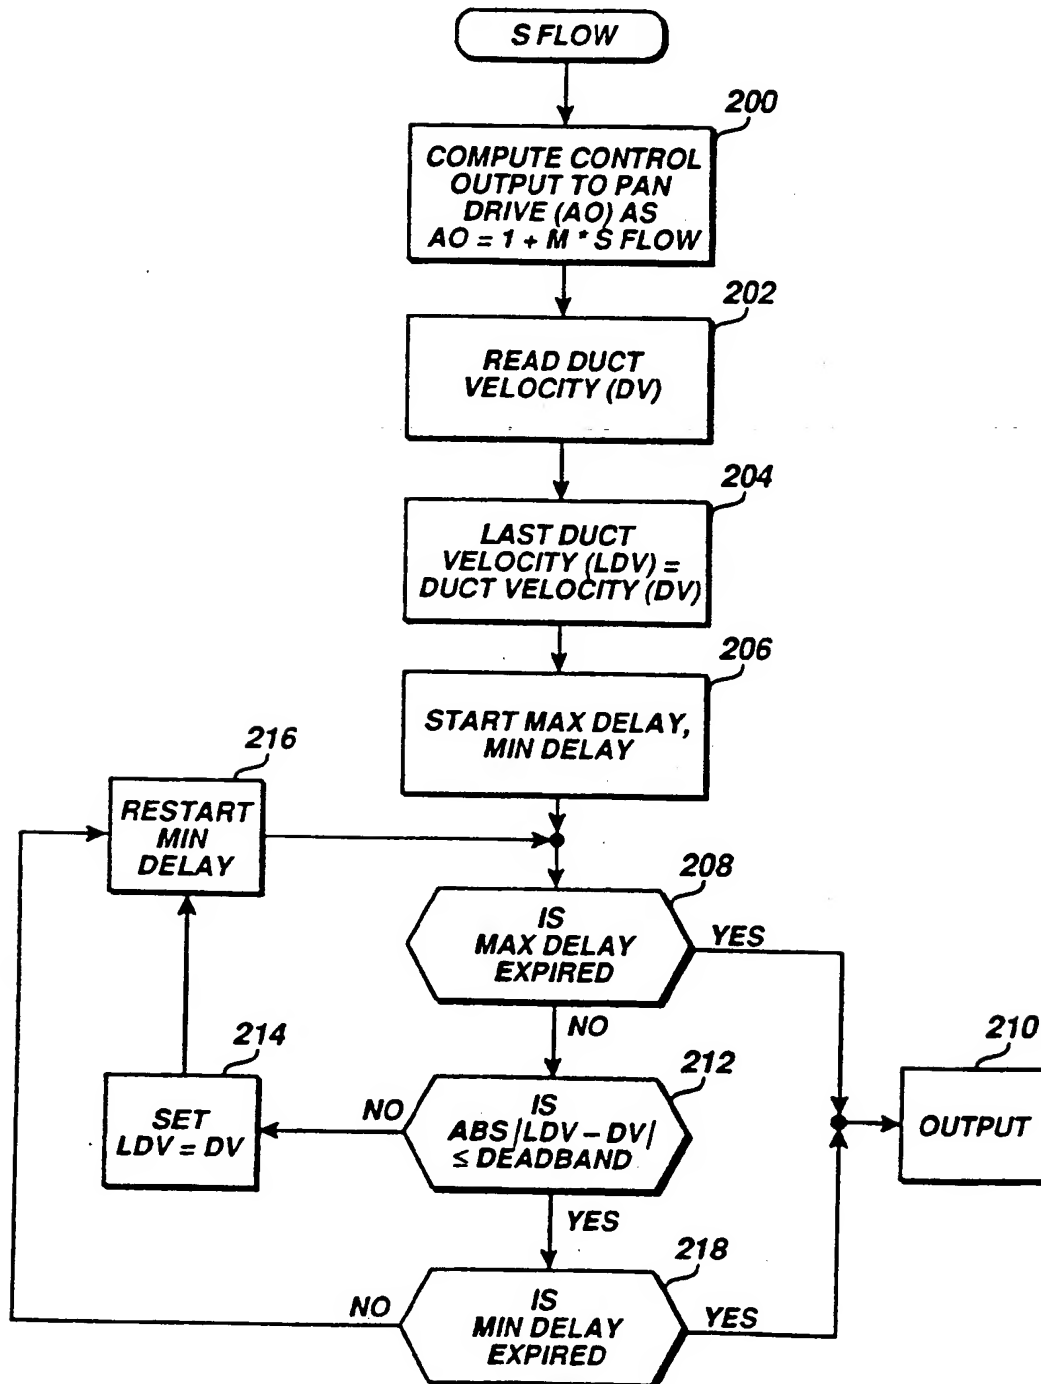 S FLOW
200
COMPUTE CONTROL
OUTPUT TO PAN
DRIVE (AO) AS
AO = 1 + M * S FLOW
202
READ DUCT
VELOCITY (DV)
204
LAST DUCT
VELOCITY (LDV) =
DUCT VELOCITY (DV)
206
START MAX DELAY,
MIN DELAY
216
RESTART
MIN
DELAY
208
IS
MAX DELAY
EXPIRED
YES
NO
214
SET
LDV = DV
NO
212
IS
ABS |LDV – DV|
≤ DEADBAND
210
OUTPUT
YES
218
NO
IS
MIN DELAY
EXPIRED
YES